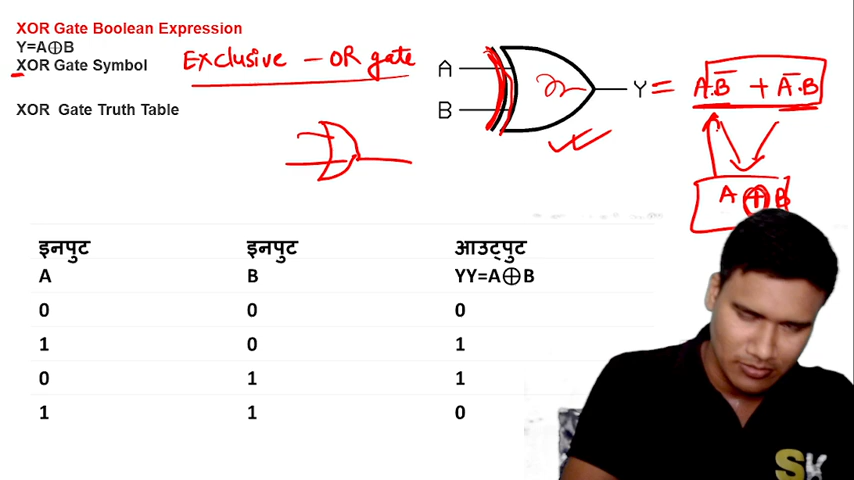 XOR Gate Boolean Expression
Y=A⊕B
XOR Gate Symbol
Exclusive - OR gate
XOR Gate Truth Table
A
B
Y = A.B̅ + A̅.B
A ⊕ B
इनपुट इनपुट आउट्पुट
A B YY=A⊕B
0 0 0
1 0 1
0 1 1
1 1 0
SK